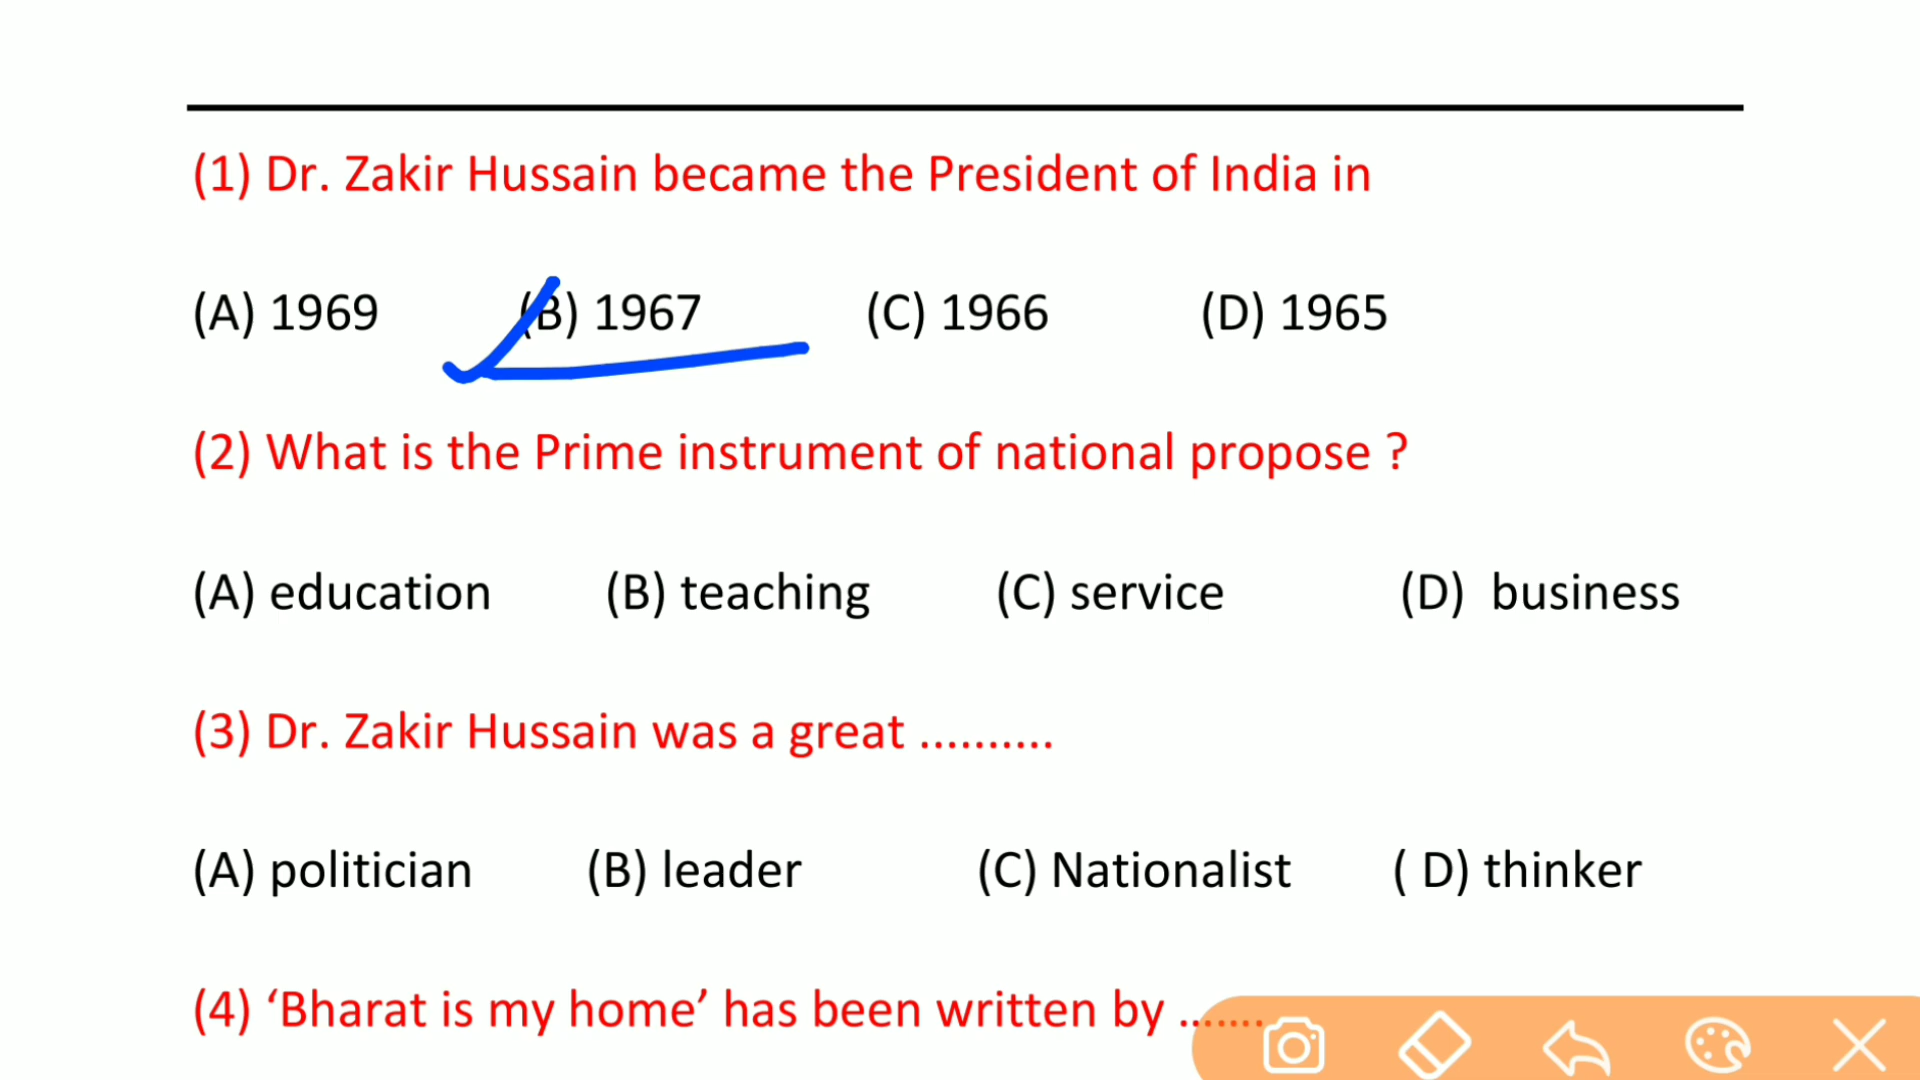 (1) Dr. Zakir Hussain became the President of India in
(A) 1969 (B) 1967 (C) 1966 (D) 1965
(2) What is the Prime instrument of national propose ?
(A) education (B) teaching (C) service (D) business
(3) Dr. Zakir Hussain was a great ..........
(A) politician (B) leader (C) Nationalist ( D) thinker
(4) ‘Bharat is my home’ has been written by .......